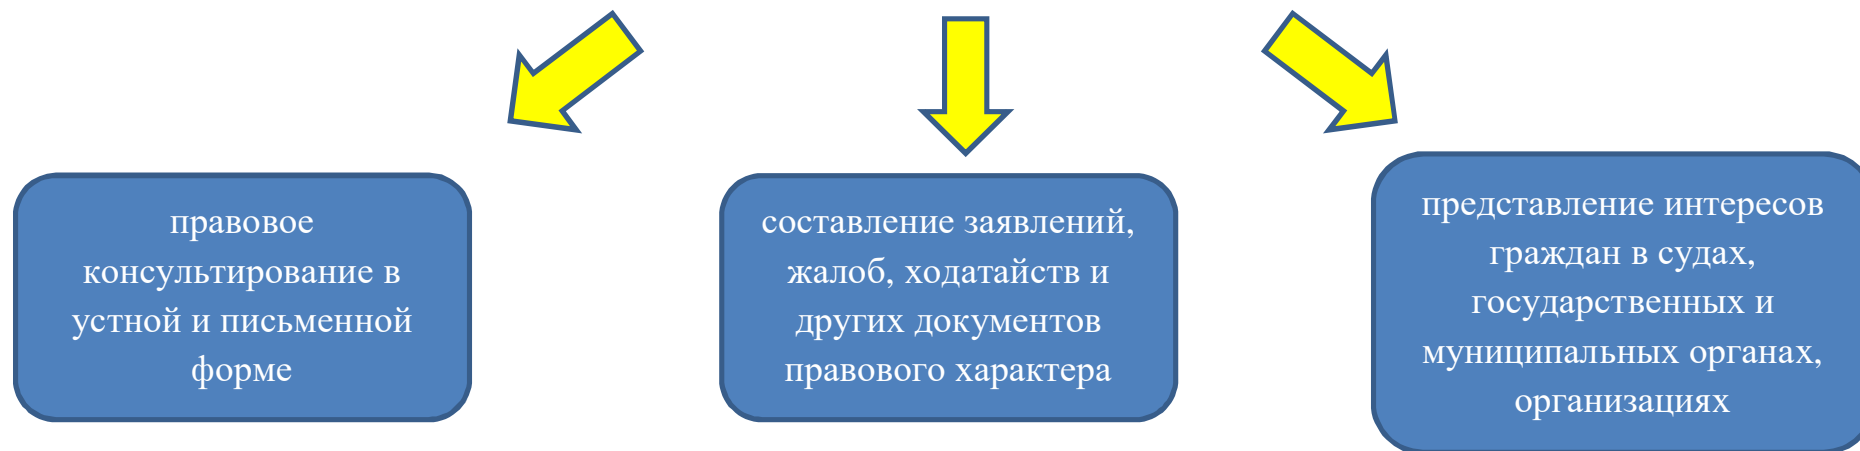 правовое
консультирование в
устной и письменной
форме
составление заявлений,
жалоб, ходатайств и
других документов
правового характера
представление интересов
граждан в судах,
государственных и
муниципальных органах,
организациях